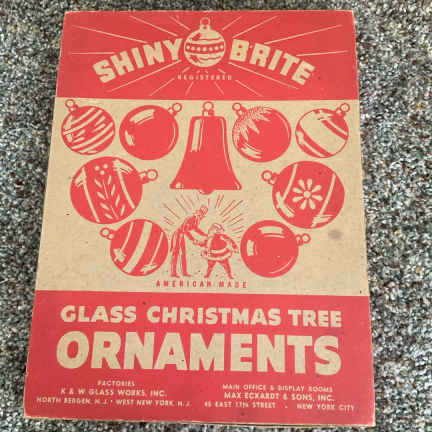 SHINY BRITE
REGISTERED
AMERICAN MADE
GLASS CHRISTMAS TREE
ORNAMENTS
FACTORIES
K & W GLASS WORKS, INC.
NORTH BERGEN, N.J. • WEST NEW YORK, N.J.
MAIN OFFICE & DISPLAY ROOMS
MAX ECKARDT & SONS, INC.
45 EAST 17th STREET • NEW YORK CITY